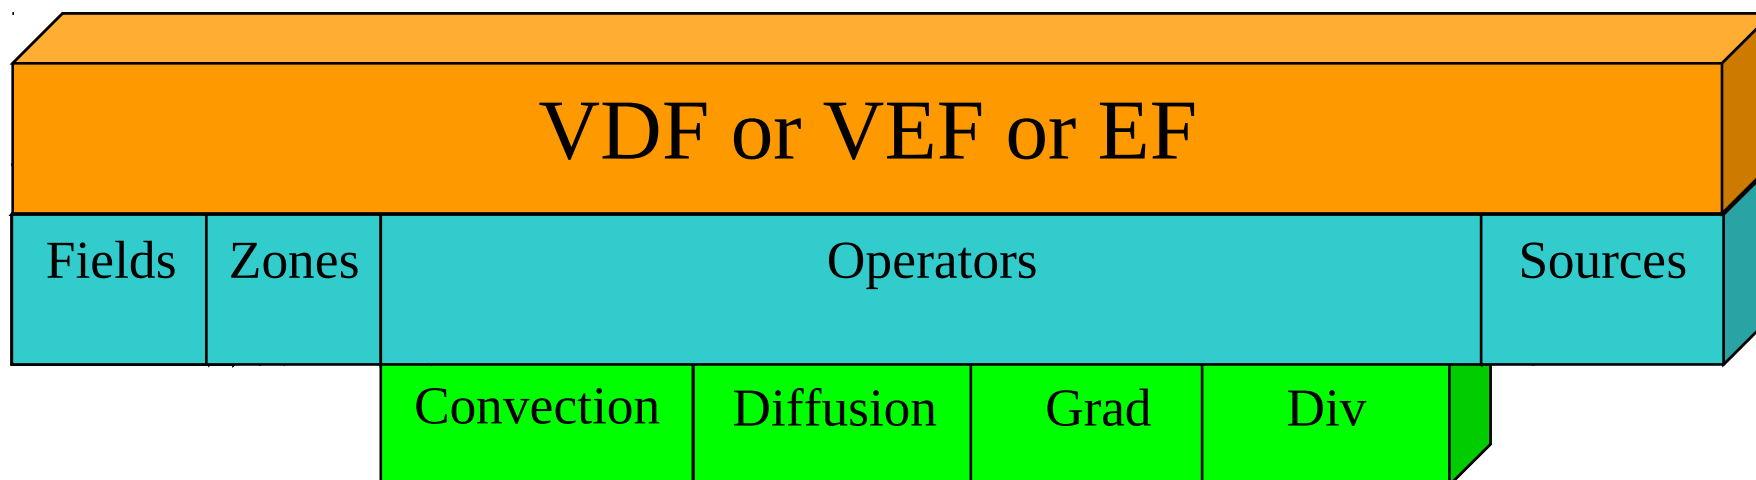 VDF or VEF or EF
Fields Zones Operators Sources
Convection Diffusion Grad Div